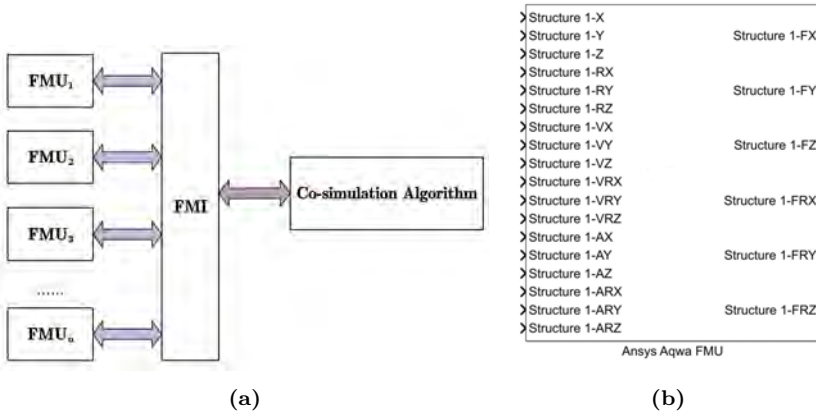 FMU₁
FMU₂
FMU₃
......
FMUₙ
FMI
Co-simulation Algorithm
(a)
Structure 1-X
Structure 1-Y
Structure 1-Z
Structure 1-RX
Structure 1-RY
Structure 1-RZ
Structure 1-VX
Structure 1-VY
Structure 1-VZ
Structure 1-VRX
Structure 1-VRY
Structure 1-VRZ
Structure 1-AX
Structure 1-AY
Structure 1-AZ
Structure 1-ARX
Structure 1-ARY
Structure 1-ARZ
Structure 1-FX
Structure 1-FY
Structure 1-FZ
Structure 1-FRX
Structure 1-FRY
Structure 1-FRZ
Ansys Aqwa FMU
(b)